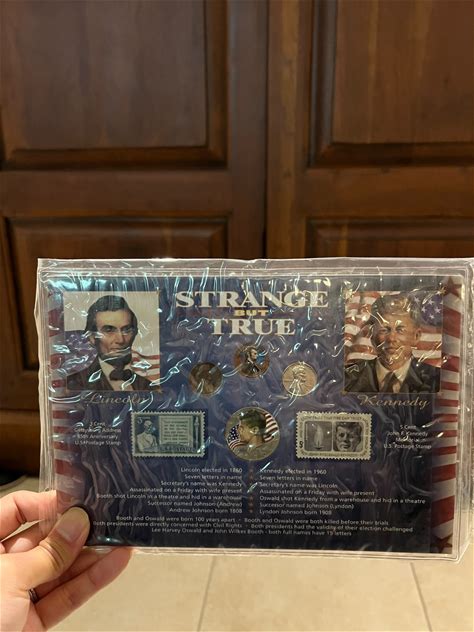 STRANGE
BUT
TRUE
Lincoln
Kennedy
3 Cent
Gettysburg Address
85th Anniversary
U.S. Postage Stamp
5 Cent
John F. Kennedy
Memorial
U.S. Postage Stamp
Lincoln elected in 1860
Seven letters in name
Secretary's name was Kennedy
Assassinated on a Friday with wife present
Booth shot Lincoln in a theatre and hid in a warehouse
Successor named Johnson (Andrew)
Andrew Johnson born 1808
Kennedy elected in 1960
Seven letters in name
Secretary's name was Lincoln
Assassinated on a Friday with wife present
Oswald shot Kennedy from a warehouse and hid in a theatre
Successor named Johnson (Lyndon)
Lyndon Johnson born 1908
Booth and Oswald were born 100 years apart • Booth and Oswald were both killed before their trials
Both presidents were directly concerned with Civil Rights • Both presidents had the validity of their election challenged
Lee Harvey Oswald and John Wilkes Booth - both full names have 15 letters